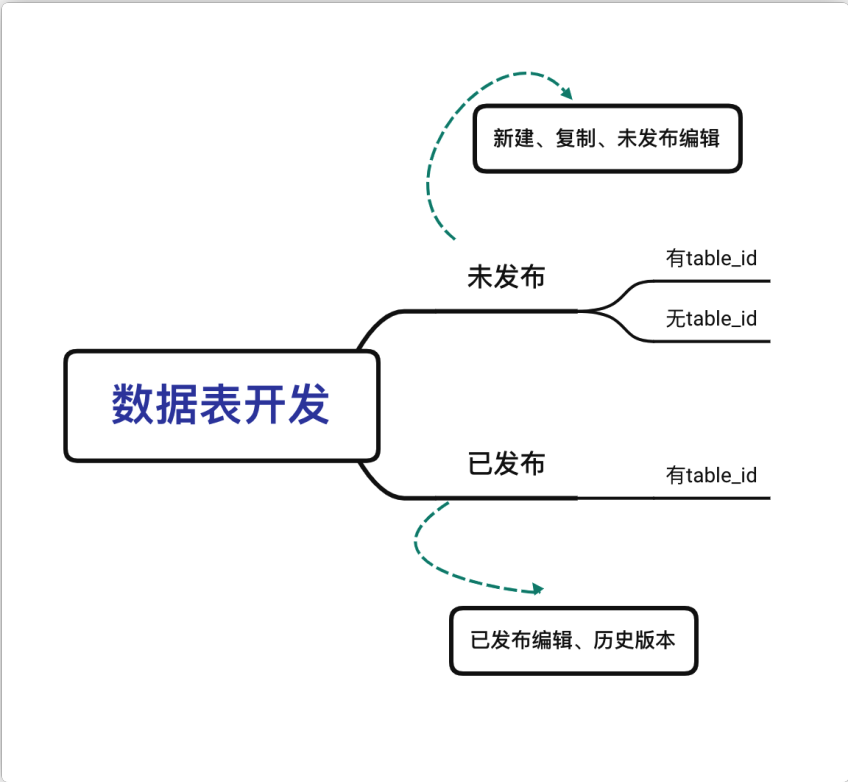 新建、复制、未发布编辑
未发布
有table_id
无table_id
数据表开发
已发布
有table_id
已发布编辑、历史版本